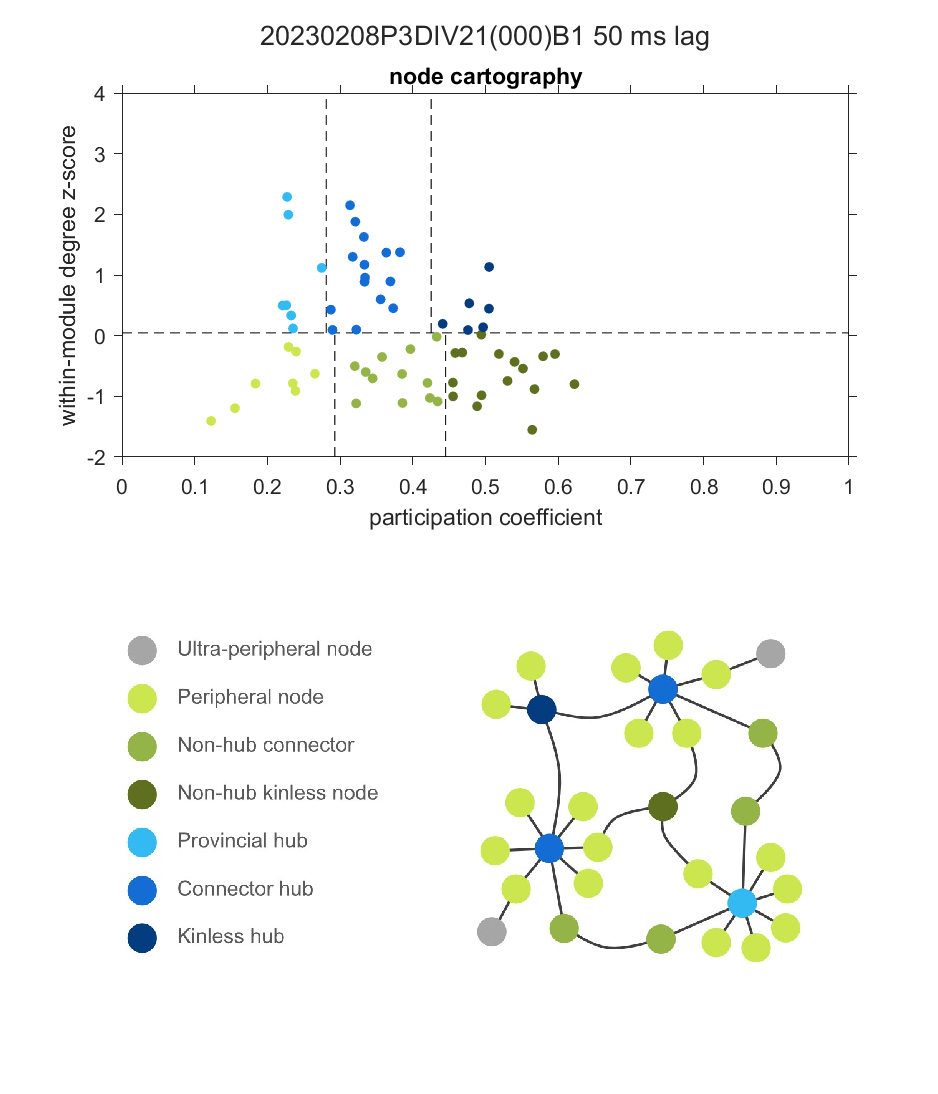 20230208P3DIV21(000)B1 50 ms lag
node cartography
within-module degree z-score
4
3
2
1
0
-1
-2
0 0.1 0.2 0.3 0.4 0.5 0.6 0.7 0.8 0.9 1
participation coefficient
Ultra-peripheral node
Peripheral node
Non-hub connector
Non-hub kinless node
Provincial hub
Connector hub
Kinless hub